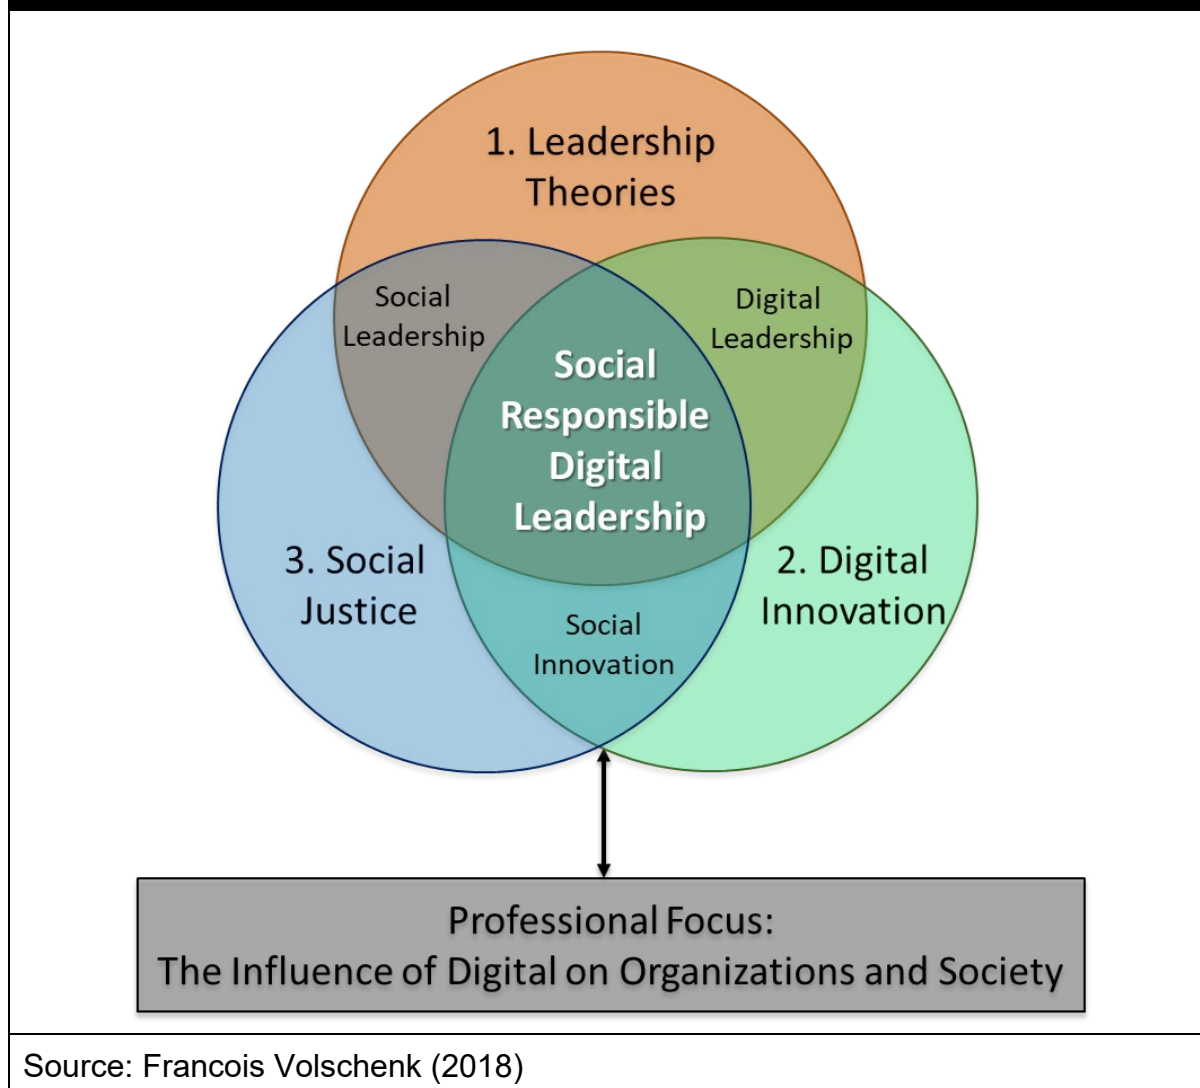 1. Leadership
Theories
Social
Leadership
Digital
Leadership
Social
Responsible
Digital
Leadership
3. Social
Justice
2. Digital
Innovation
Social
Innovation
Professional Focus:
The Influence of Digital on Organizations and Society
Source: Francois Volschenk (2018)